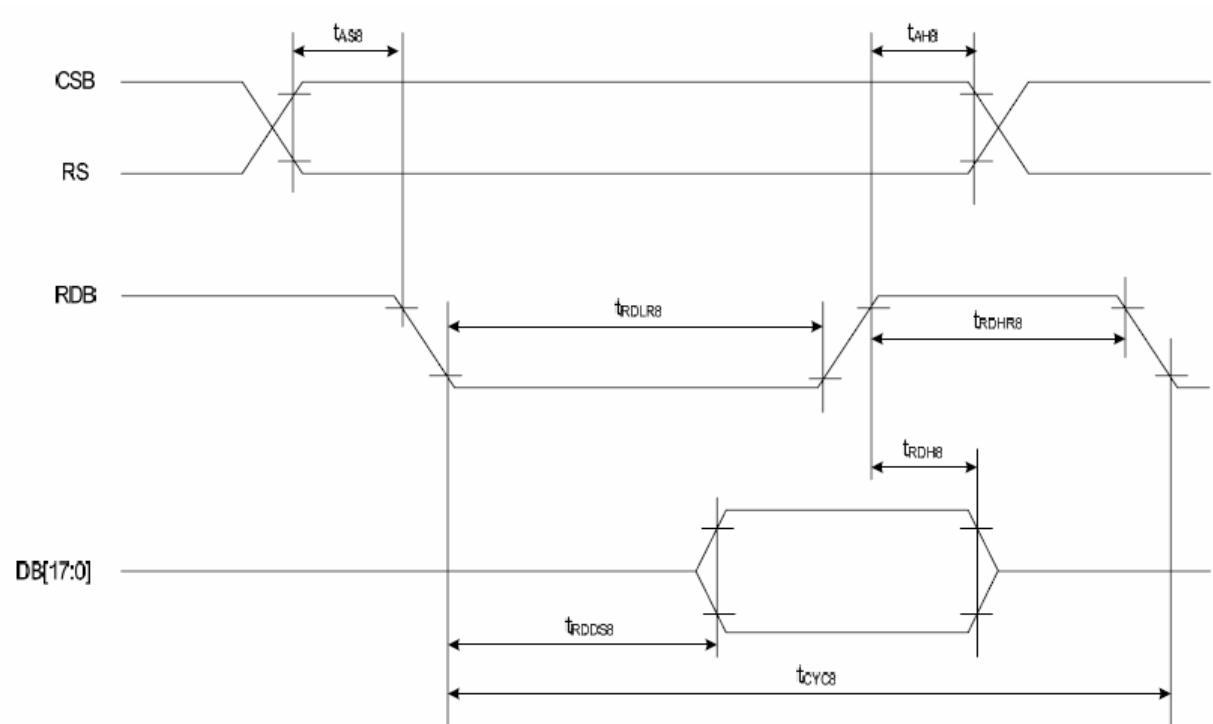 tAS8
tAH8
CSB
RS
RDB
tRDLR8
tRDHR8
tRDH8
DB[17:0]
tRDDS8
tCYC8